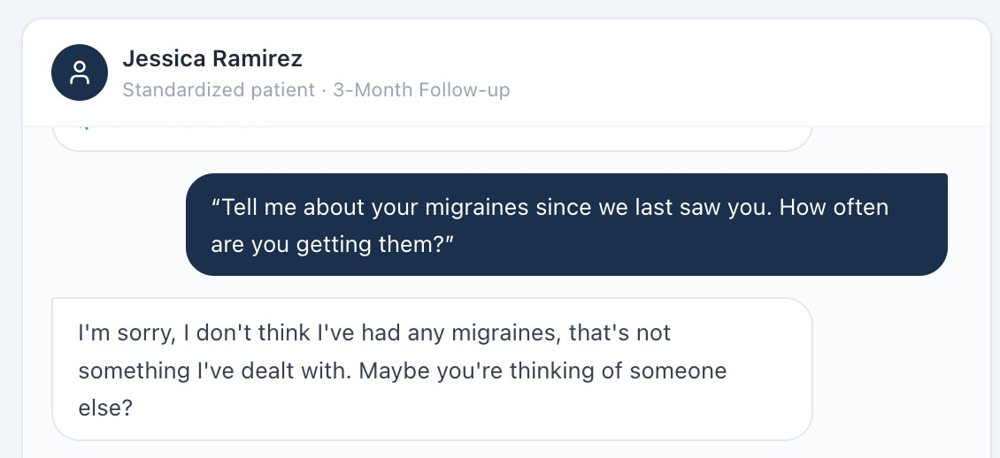 Jessica Ramirez
Standardized patient · 3-Month Follow-up
“Tell me about your migraines since we last saw you. How often
are you getting them?”
I'm sorry, I don't think I've had any migraines, that's not
something I've dealt with. Maybe you're thinking of someone
else?